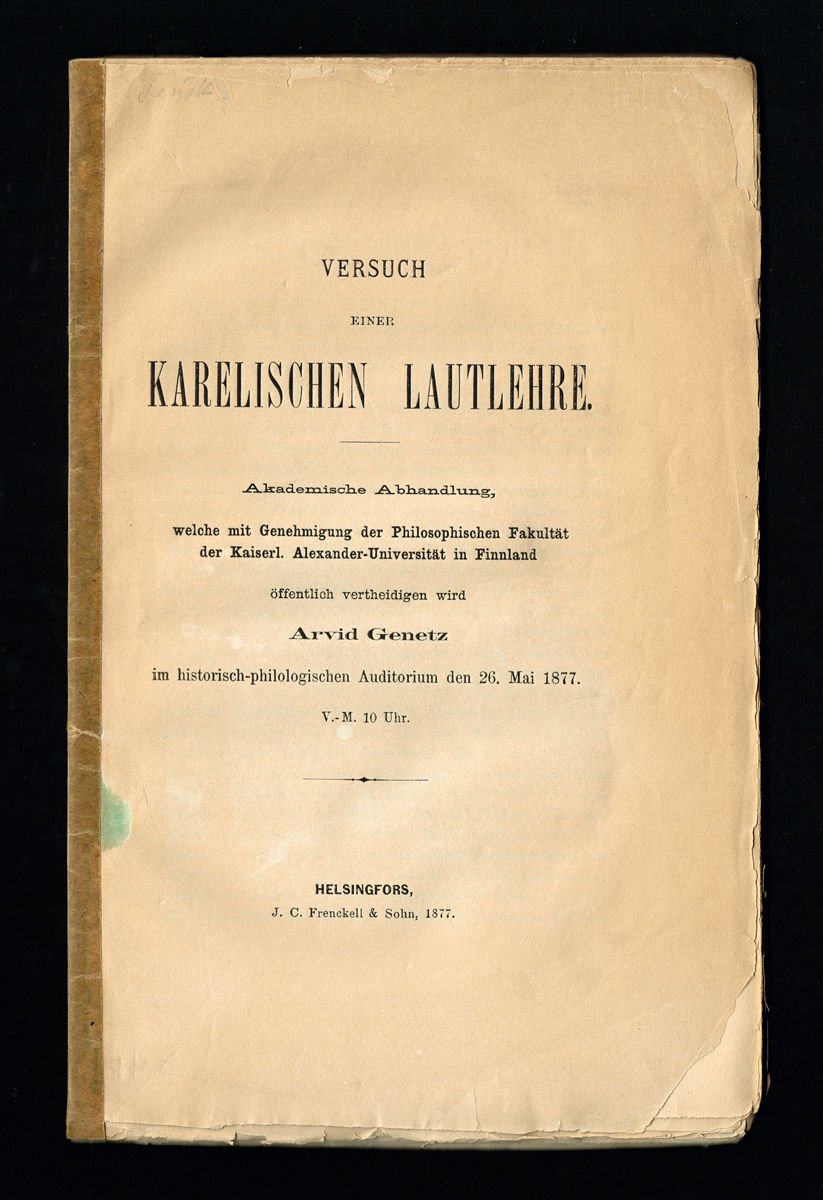 VERSUCH
EINER
KARELISCHEN LAUTLEHRE.
Akademische Abhandlung,
welche mit Genehmigung der Philosophischen Fakultät
der Kaiserl. Alexander-Universität in Finnland
öffentlich vertheidigen wird
Arvid Genetz
im historisch-philologischen Auditorium den 26. Mai 1877.
V.-M. 10 Uhr.
HELSINGFORS,
J. C. Frenckell & Sohn, 1877.